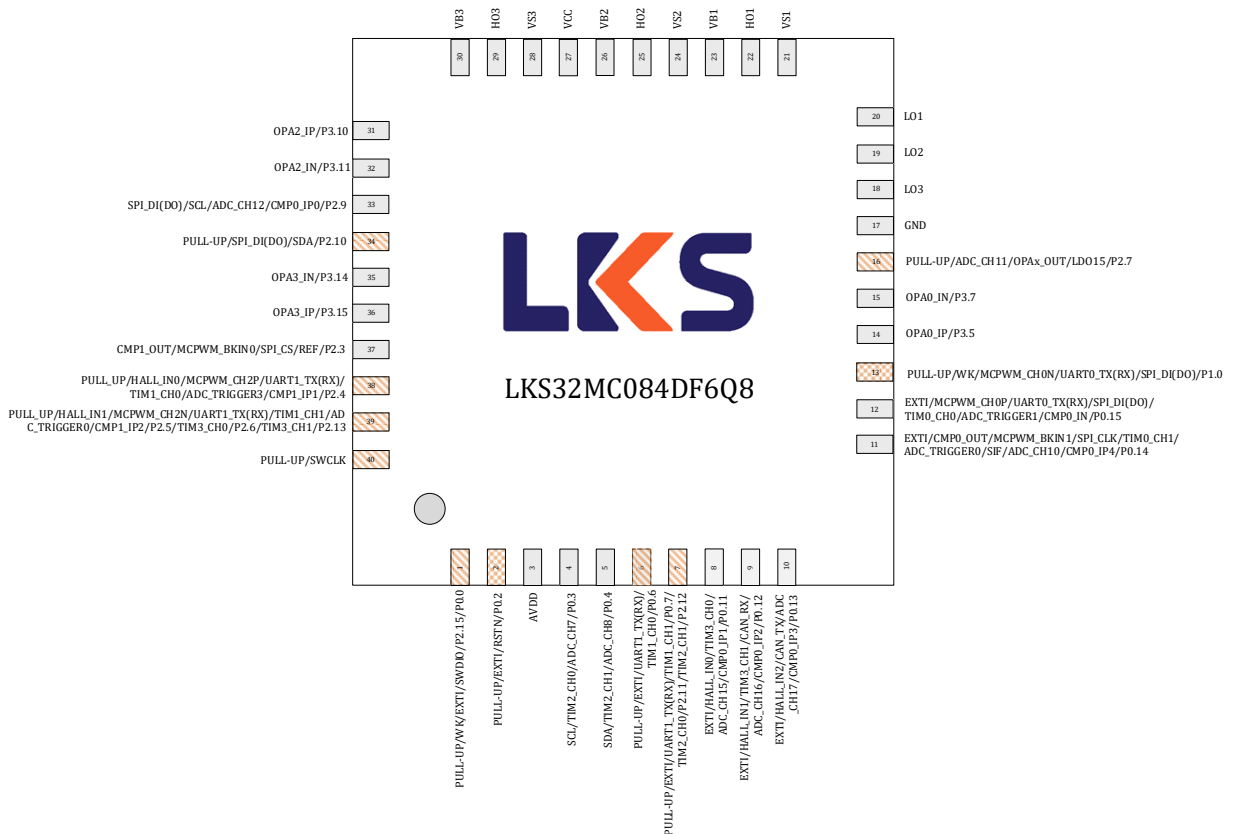 VB3
HO3
VS3
VCC
VB2
HO2
VS2
VB1
HO1
VS1
30
29
28
27
26
25
24
23
22
21
OPA2_IP/P3.10
31
OPA2_IN/P3.11
32
SPI_DI(DO)/SCL/ADC_CH12/CMP0_IP0/P2.9
33
PULL-UP/SPI_DI(DO)/SDA/P2.10
34
OPA3_IN/P3.14
35
OPA3_IP/P3.15
36
CMP1_OUT/MCPWM_BKIN0/SPI_CS/REF/P2.3
37
PULL_UP/HALL_IN0/MCPWM_CH2P/UART1_TX(RX)/
TIM1_CH0/ADC_TRIGGER3/CMP1_IP1/P2.4
38
PULL_UP/HALL_IN1/MCPWM_CH2N/UART1_TX(RX)/TIM1_CH1/AD
C_TRIGGER0/CMP1_IP2/P2.5/TIM3_CH0/P2.6/TIM3_CH1/P2.13
39
PULL-UP/SWCLK
40
LKS
LKS32MC084DF6Q8
20
LO1
19
LO2
18
LO3
17
GND
16
PULL-UP/ADC_CH11/OPAx_OUT/LDO15/P2.7
15
OPA0_IN/P3.7
14
OPA0_IP/P3.5
13
PULL-UP/WK/MCPWM_CH0N/UART0_TX(RX)/SPI_DI(DO)/P1.0
12
EXTI/MCPWM_CH0P/UART0_TX(RX)/SPI_DI(DO)/
TIM0_CH0/ADC_TRIGGER1/CMP0_IN/P0.15
11
EXTI/CMP0_OUT/MCPWM_BKIN1/SPI_CLK/TIM0_CH1/
ADC_TRIGGER0/SIF/ADC_CH10/CMP0_IP4/P0.14
1
2
3
4
5
6
7
8
9
10
PULL-UP/WK/EXTI/SWDIO/P2.15/P0.0
PULL-UP/EXTI/RSTN/P0.2
AVDD
SCL/TIM2_CH0/ADC_CH7/P0.3
SDA/TIM2_CH1/ADC_CH8/P0.4
PULL-UP/EXTI/UART1_TX(RX)/
TIM1_CH0/P0.6
PULL-UP/EXTI/UART1_TX(RX)/TIM1_CH1/P0.7/
TIM2_CH0/P2.11/TIM2_CH1/P2.12
EXTI/HALL_IN0/TIM3_CH0/
ADC_CH15/CMP0_IP1/P0.11
EXTI/HALL_IN1/TIM3_CH1/CAN_RX/
ADC_CH16/CMP0_IP2/P0.12
EXTI/HALL_IN2/CAN_TX/ADC
_CH17/CMP0_IP3/P0.13